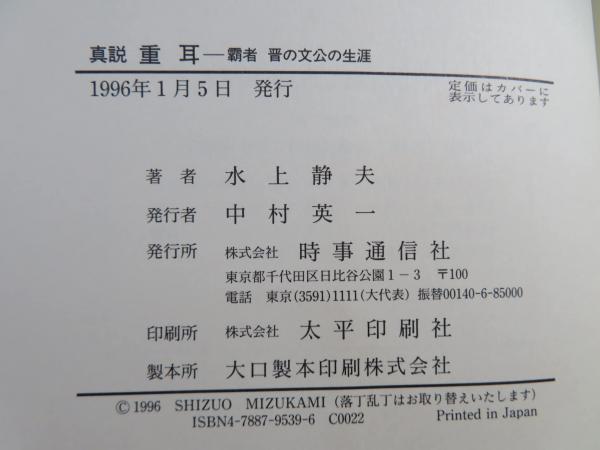 真説 重耳―覇者 晋の文公の生涯
1996年1月5日 発行
定価はカバーに
表示してあります
著者 水上静夫
発行者 中村英一
発行所 株式会社 時事通信社
東京都千代田区日比谷公園1-3 〒100
電話 東京(3591)1111(大代表) 振替00140-6-85000
印刷所 株式会社 太平印刷社
製本所 大口製本印刷株式会社
©1996 SHIZUO MIZUKAMI (落丁乱丁はお取り替えいたします)
ISBN4-7887-9539-6 C0022
Printed in Japan